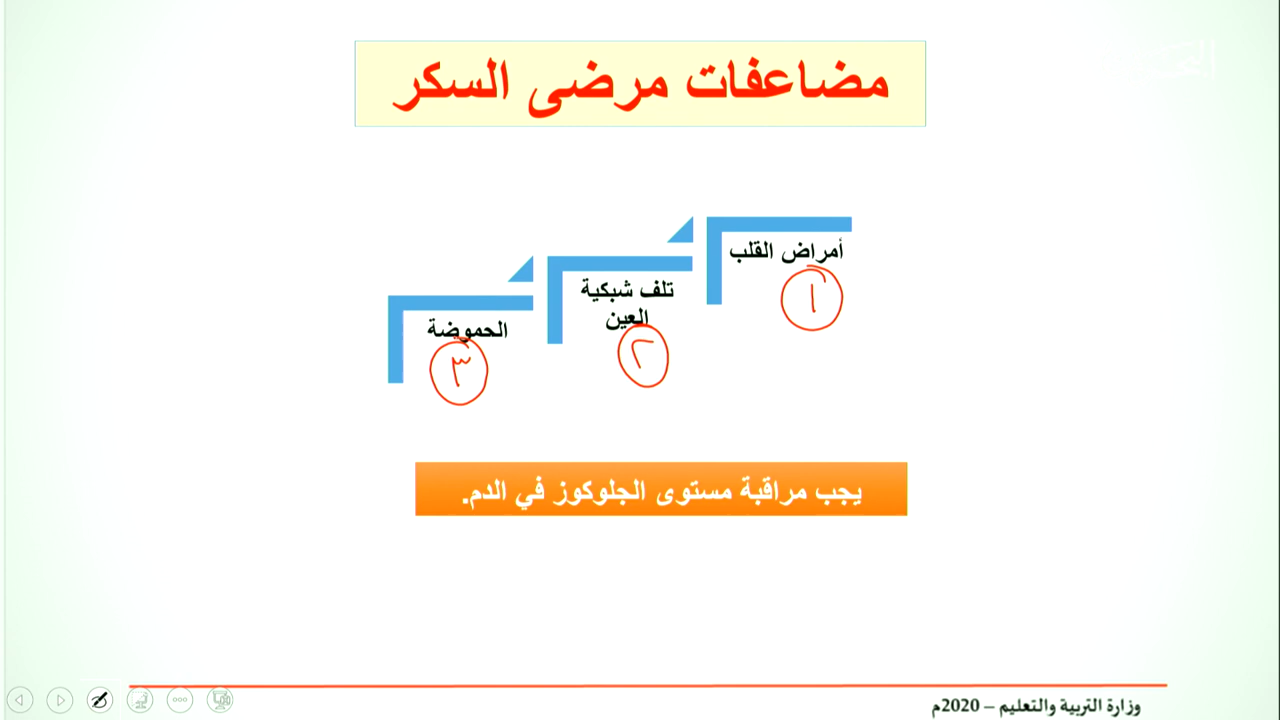 مضاعفات مرضى السكر
أمراض القلب
١
تلف شبكية
العين
٢
الحموضة
٣
يجب مراقبة مستوى الجلوكوز في الدم.
وزارة التربية والتعليم – 2020م